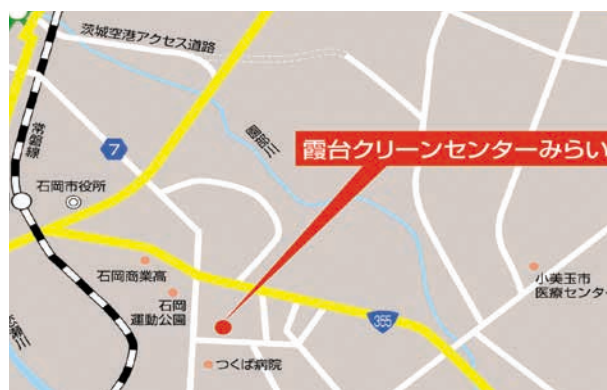 茨城空港アクセス道路
常磐線
7
園部川
霞台クリーンセンターみらい
石岡市役所
石岡商業高
石岡
運動公園
小美玉市
医療センター
355
つくば病院